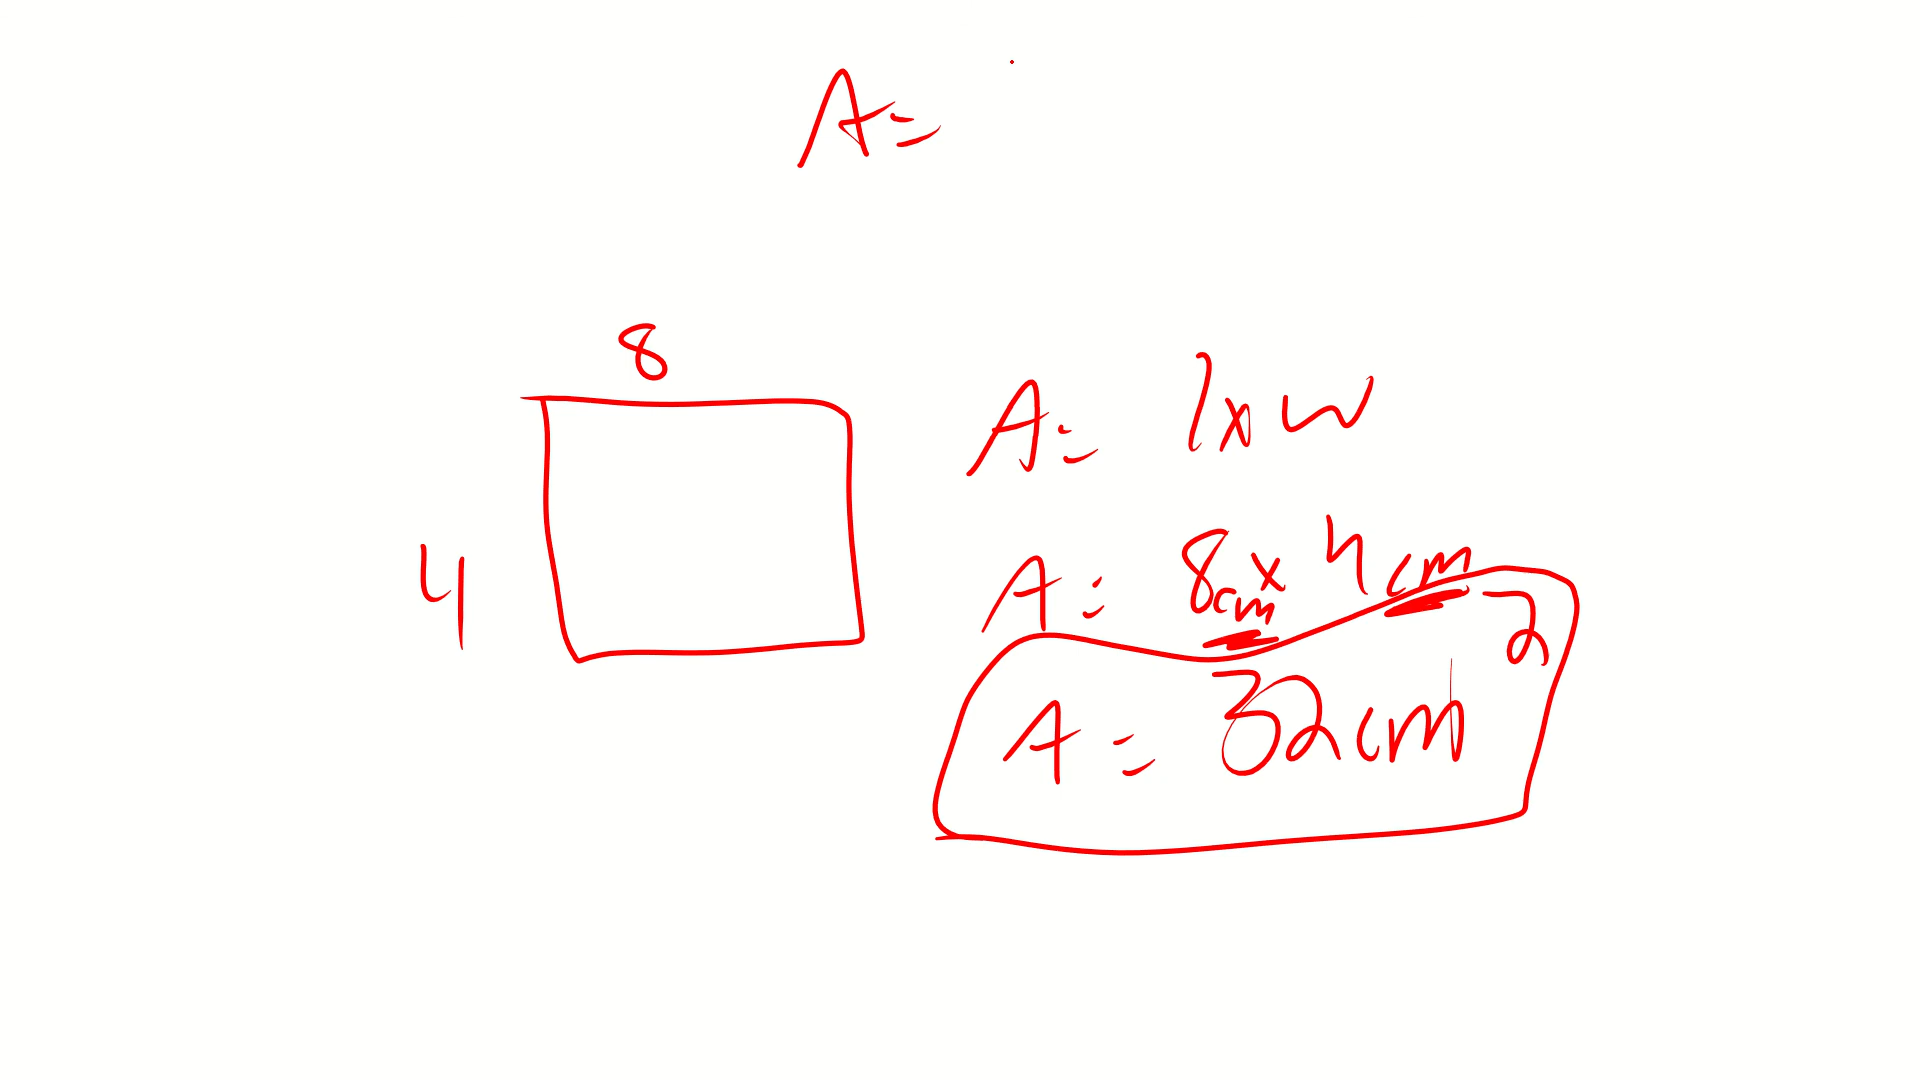 A=
8
4
A= l x w
A= 8cm x 4cm
A= 32cm²